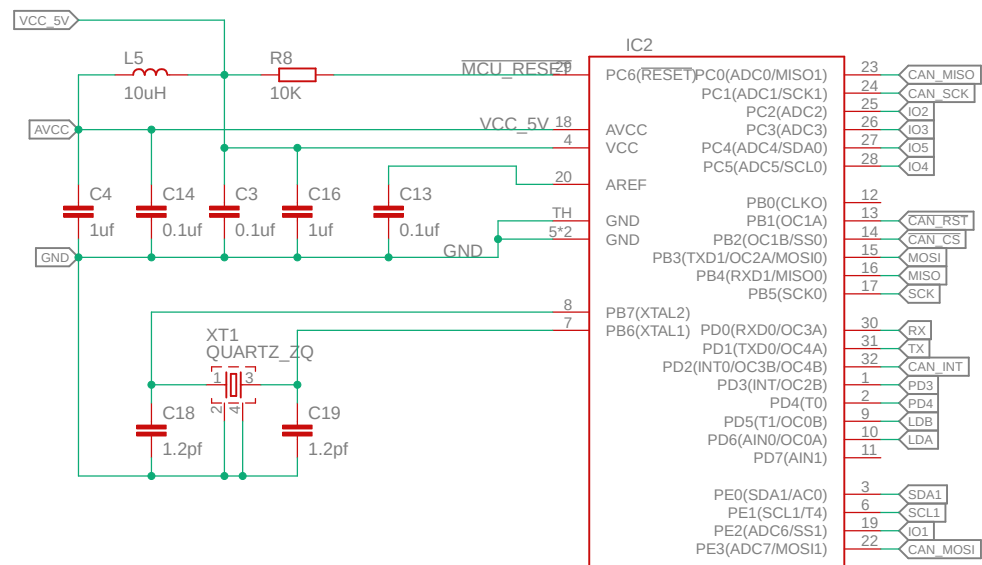 VCC_5V
IC2
L5
10uH
R8
10K
MCU_RESET
29
PC6(RESET)
PC0(ADC0/MISO1)
23
CAN_MISO
PC1(ADC1/SCK1)
24
CAN_SCK
PC2(ADC2)
25
IO2
AVCC
VCC_5V
18
AVCC
PC3(ADC3)
26
IO3
4
VCC
PC4(ADC4/SDA0)
27
IO5
PC5(ADC5/SCL0)
28
IO4
20
AREF
C4
1uf
C14
0.1uf
C3
0.1uf
C16
1uf
C13
0.1uf
PB0(CLKO)
12
TH
GND
PB1(OC1A)
13
CAN_RST
5*2
GND
PB2(OC1B/SS0)
14
CAN_CS
GND
GND
PB3(TXD1/OC2A/MOSI0)
15
MOSI
PB4(RXD1/MISO0)
16
MISO
PB5(SCK0)
17
SCK
8
PB7(XTAL2)
7
PB6(XTAL1)
PD0(RXD0/OC3A)
30
RX
XT1
QUARTZ_ZQ
1
3
2
4
PD1(TXD0/OC4A)
31
TX
PD2(INT0/OC3B/OC4B)
32
CAN_INT
PD3(INT/OC2B)
1
PD3
PD4(T0)
2
PD4
C18
1.2pf
C19
1.2pf
PD5(T1/OC0B)
9
LDB
PD6(AIN0/OC0A)
10
LDA
PD7(AIN1)
11
PE0(SDA1/AC0)
3
SDA1
PE1(SCL1/T4)
6
SCL1
PE2(ADC6/SS1)
19
IO1
PE3(ADC7/MOSI1)
22
CAN_MOSI